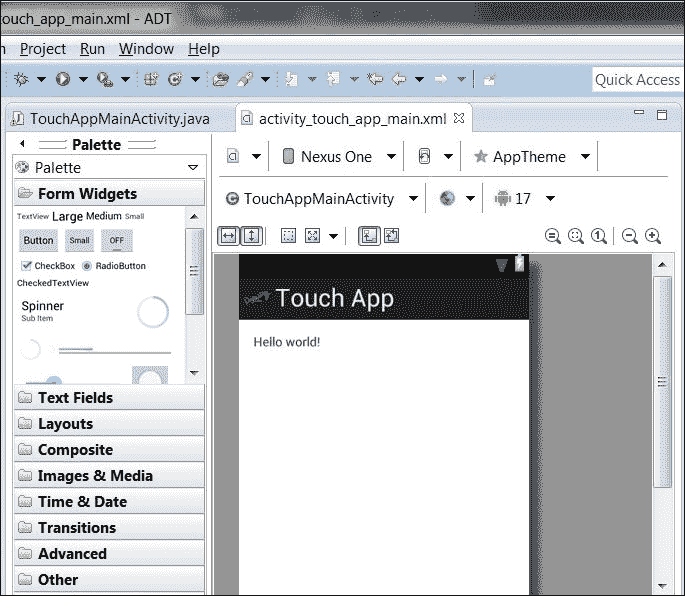 touch_app_main.xml - ADT
n Project Run Window Help
Quick Access
TouchAppMainActivity.java
activity_touch_app_main.xml
Palette
Palette
Form Widgets
TextView Large Medium Small
Button Small OFF
CheckBox RadioButton
CheckedTextView
Spinner
Sub Item
Text Fields
Layouts
Composite
Images & Media
Time & Date
Transitions
Advanced
Other
Nexus One
AppTheme
TouchAppMainActivity
17
1
Touch App
Hello world!